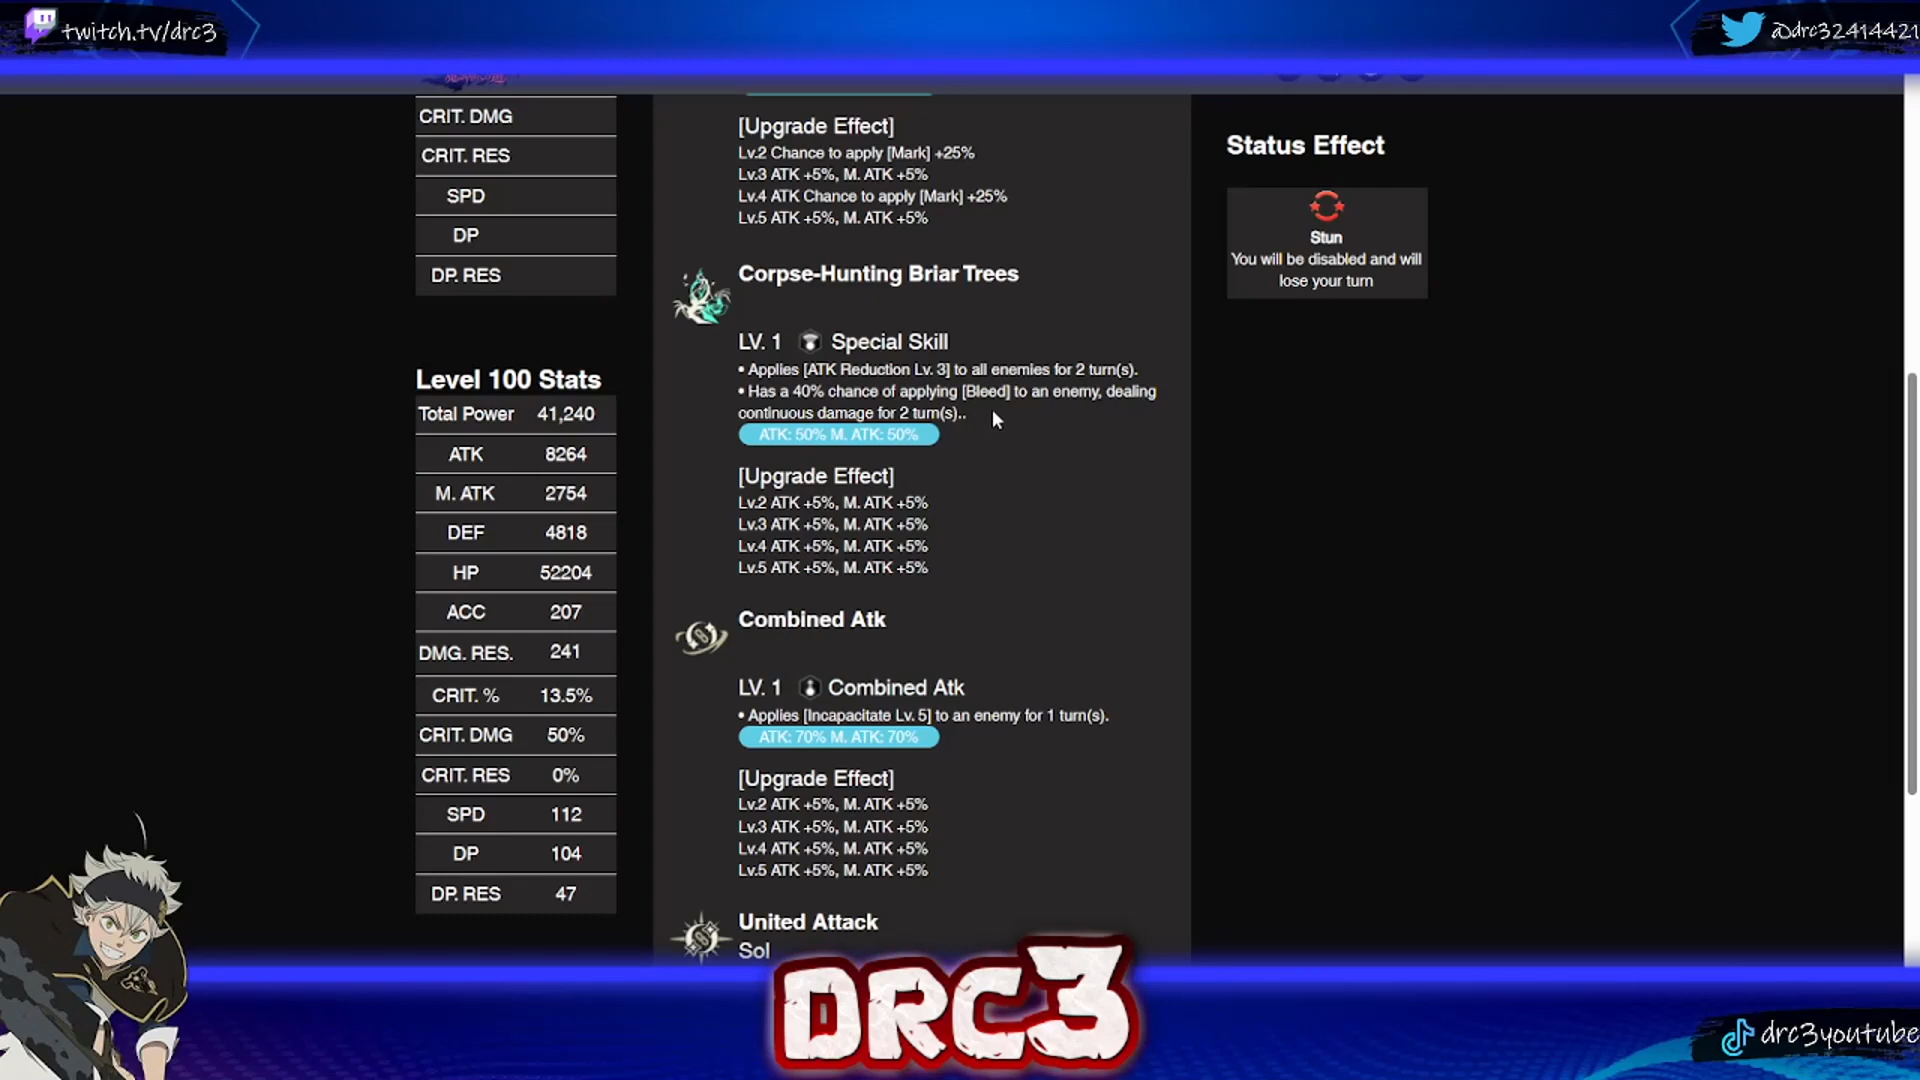 twitch.tv/drc3
@drc32414421
CRIT. DMG
CRIT. RES
SPD
DP
DP. RES
Level 100 Stats
Total Power 41,240
ATK 8264
M. ATK 2754
DEF 4818
HP 52204
ACC 207
DMG. RES. 241
CRIT. % 13.5%
CRIT. DMG 50%
CRIT. RES 0%
SPD 112
DP 104
DP. RES 47
[Upgrade Effect]
Lv.2 Chance to apply [Mark] +25%
Lv.3 ATK +5%, M. ATK +5%
Lv.4 ATK Chance to apply [Mark] +25%
Lv.5 ATK +5%, M. ATK +5%
Corpse-Hunting Briar Trees
LV. 1 Special Skill
• Applies [ATK Reduction Lv. 3] to all enemies for 2 turn(s).
• Has a 40% chance of applying [Bleed] to an enemy, dealing
continuous damage for 2 turn(s)..
ATK: 50% M. ATK: 50%
[Upgrade Effect]
Lv.2 ATK +5%, M. ATK +5%
Lv.3 ATK +5%, M. ATK +5%
Lv.4 ATK +5%, M. ATK +5%
Lv.5 ATK +5%, M. ATK +5%
Combined Atk
LV. 1 Combined Atk
• Applies [Incapacitate Lv. 5] to an enemy for 1 turn(s).
ATK: 70% M. ATK: 70%
[Upgrade Effect]
Lv.2 ATK +5%, M. ATK +5%
Lv.3 ATK +5%, M. ATK +5%
Lv.4 ATK +5%, M. ATK +5%
Lv.5 ATK +5%, M. ATK +5%
United Attack
Sol
Status Effect
Stun
You will be disabled and will
lose your turn
DRC3
drc3youtube